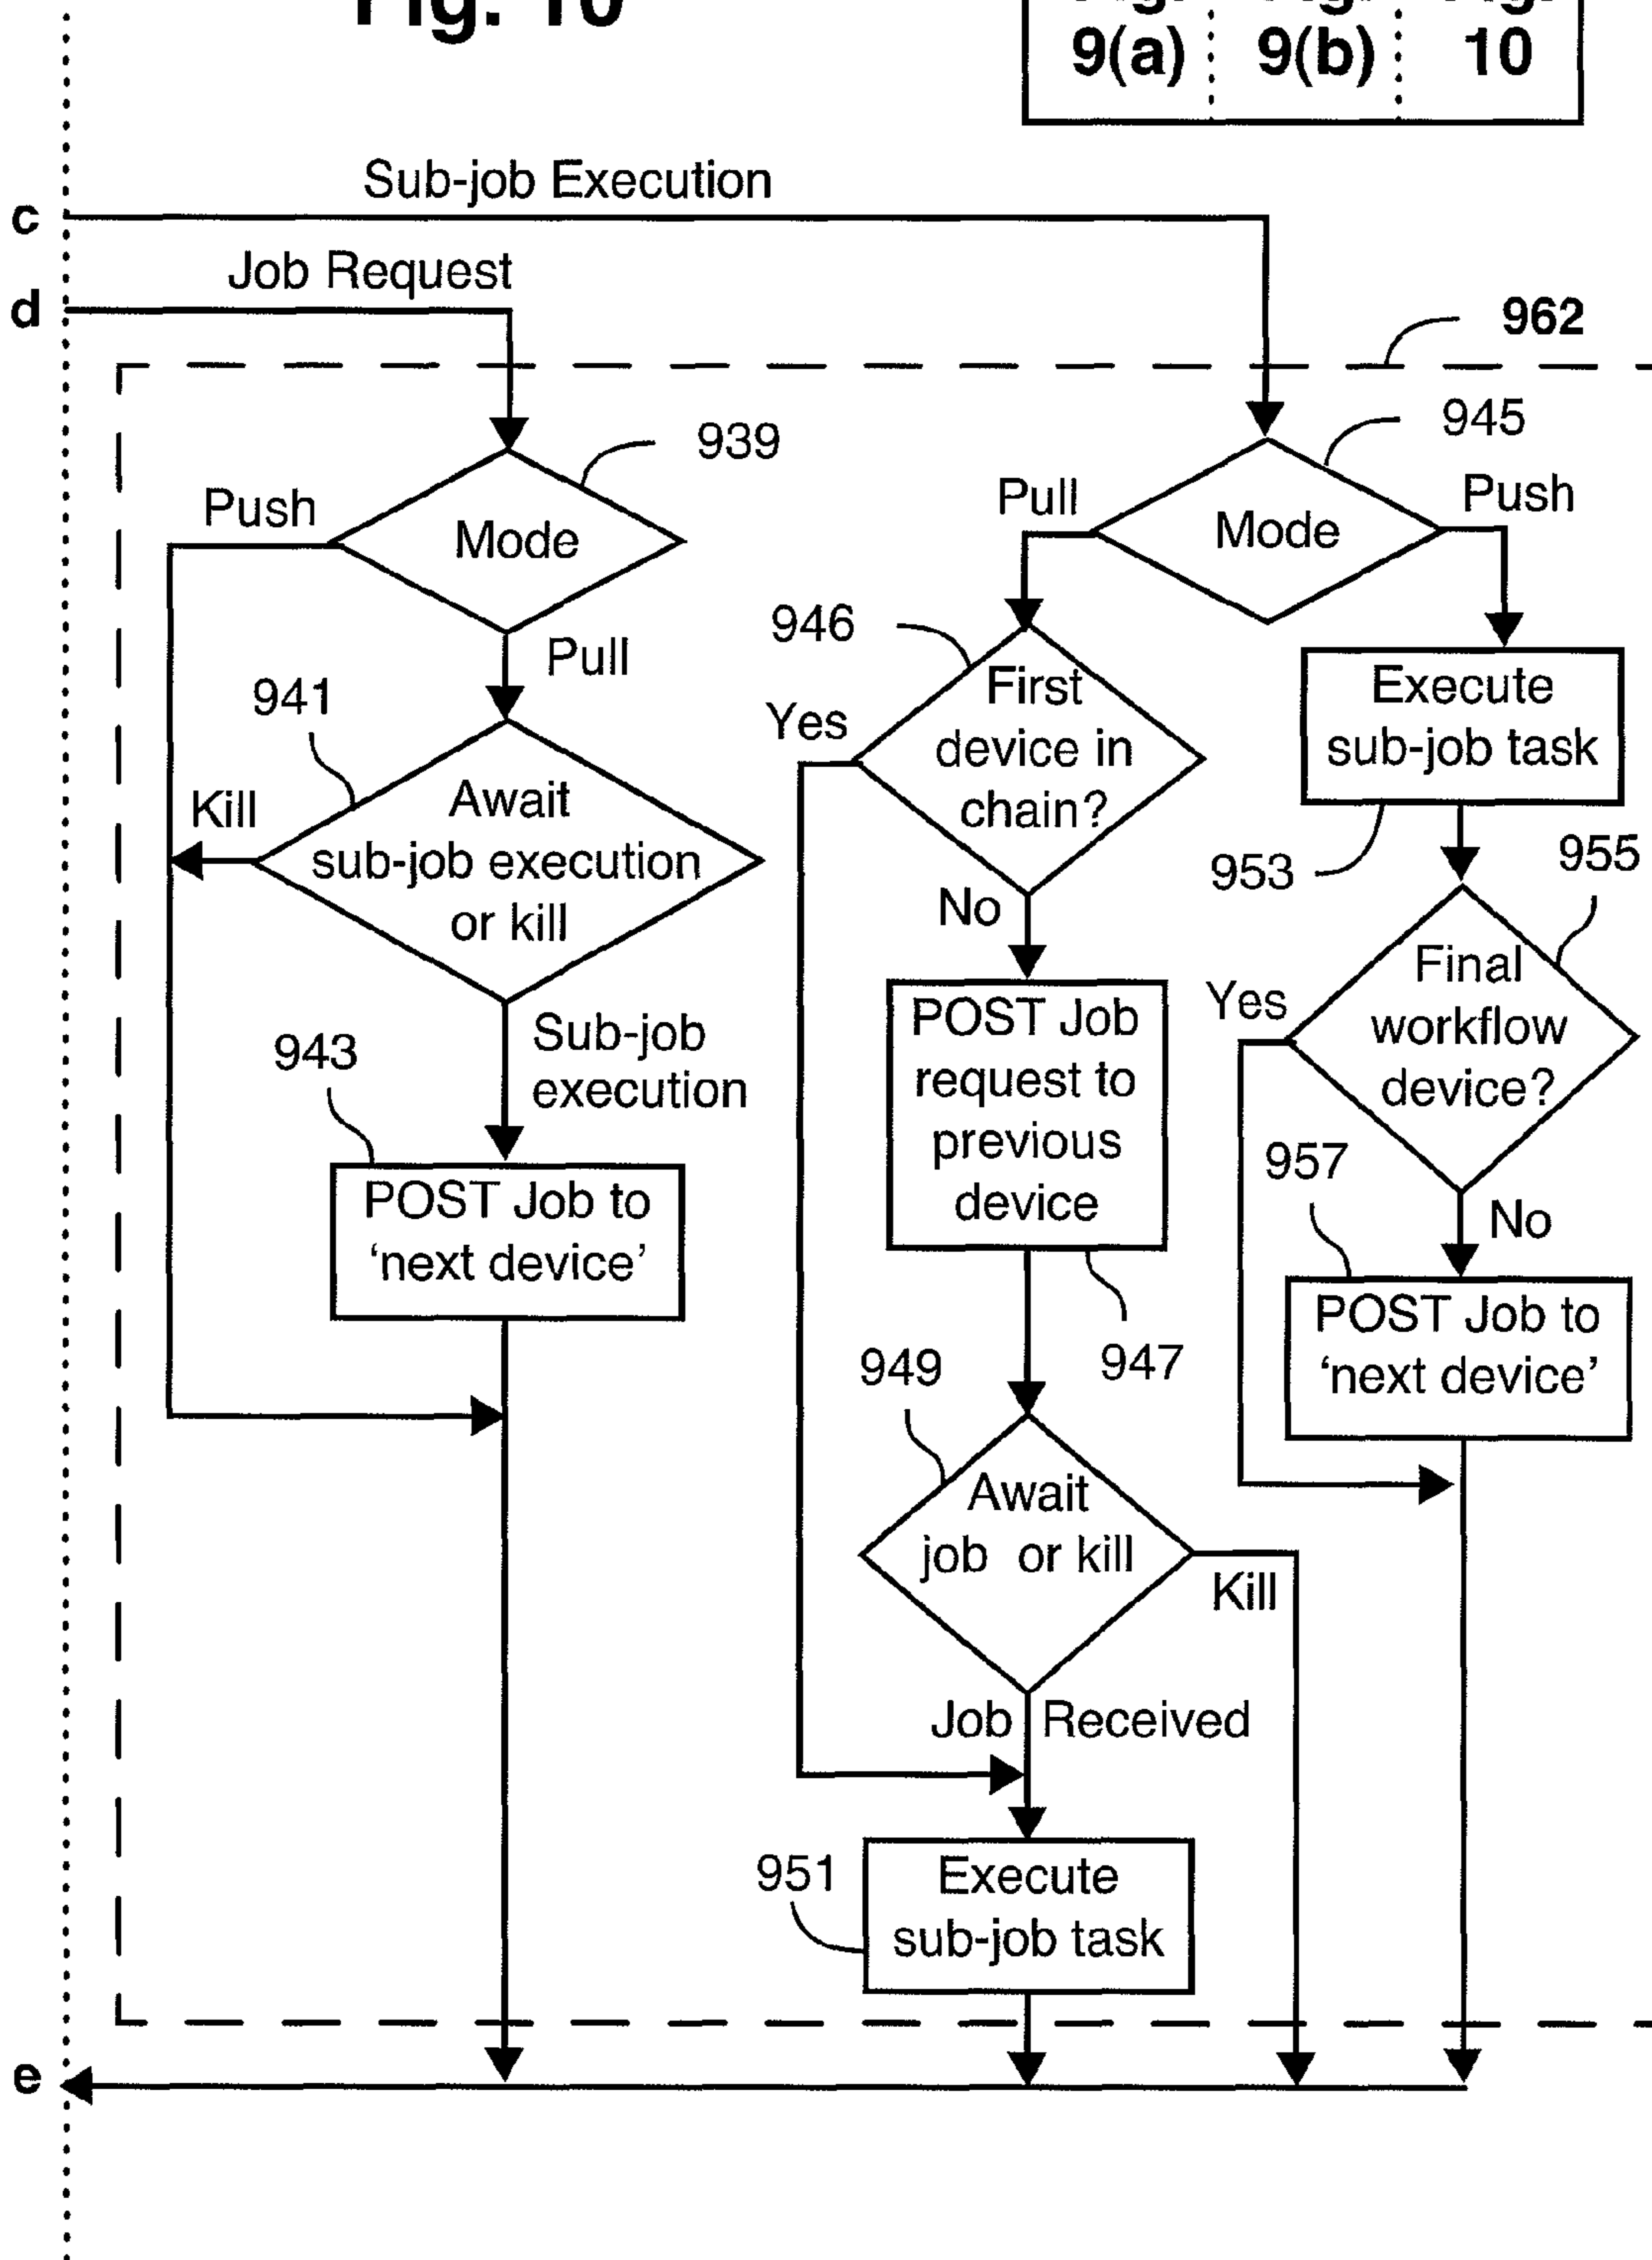 Fig. 10
9(a) 9(b) 10
Sub-job Execution
c
Job Request
d
962
939
945
Push
Mode
Pull
Mode
Push
946
Pull
941
First
device in
chain?
Yes
Execute
sub-job task
Kill
Await
sub-job execution
or kill
953
955
No
Final
workflow
device?
Yes
943
Sub-job
execution
POST Job
request to
previous
device
957
No
POST Job to
‘next device’
POST Job to
‘next device’
949
947
Await
job or kill
Kill
Job Received
951
Execute
sub-job task
e